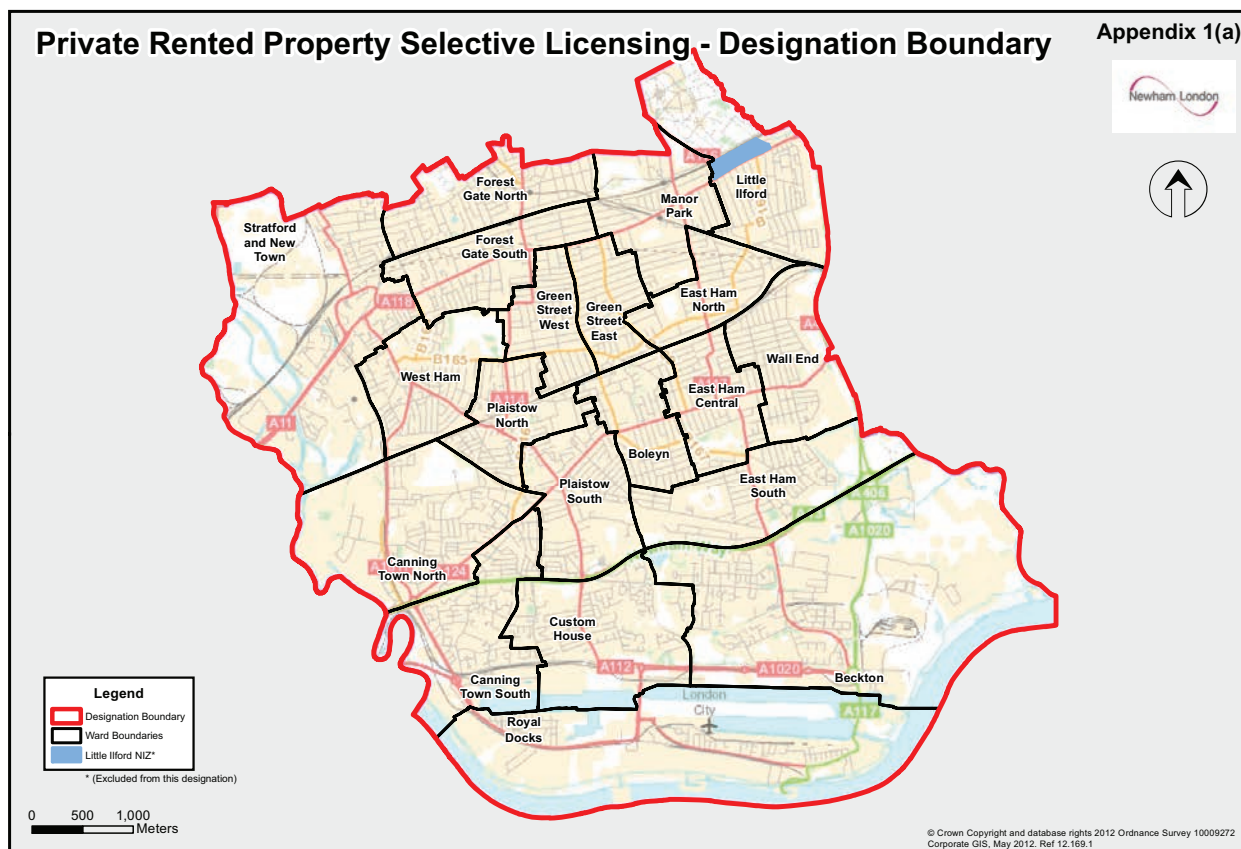 Private Rented Property Selective Licensing - Designation Boundary
Appendix 1(a)
Newham London
Forest
Gate North
Little
Ilford
Manor
Park
Stratford
and New
Town
Forest
Gate South
A118
Green
Street
West
Green
Street
East
East Ham
North
B165
West Ham
Wall End
East Ham
Central
Plaistow
North
A11
Boleyn
Plaistow
South
East Ham
South
A406
A1020
Canning
Town North
Custom
House
A112
A1020
Beckton
Canning
Town South
London
City
A117
Royal
Docks
Legend
Designation Boundary
Ward Boundaries
Little Ilford NIZ*
* (Excluded from this designation)
0 500 1,000
Meters
© Crown Copyright and database rights 2012 Ordnance Survey 10009272
Corporate GIS, May 2012. Ref 12.169.1